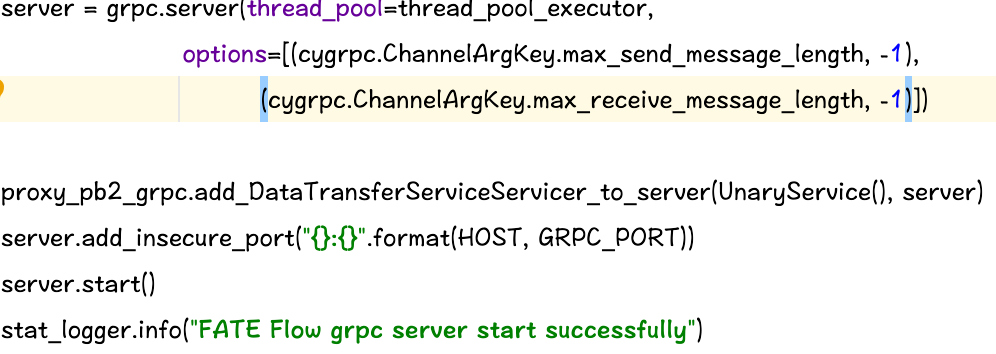 server = grpc.server(thread_pool=thread_pool_executor,
options=[(cygrpc.ChannelArgKey.max_send_message_length, -1),
(cygrpc.ChannelArgKey.max_receive_message_length, -1)])
proxy_pb2_grpc.add_DataTransferServiceServicer_to_server(UnaryService(), server)
server.add_insecure_port("{}:{}".format(HOST, GRPC_PORT))
server.start()
stat_logger.info("FATE Flow grpc server start successfully")